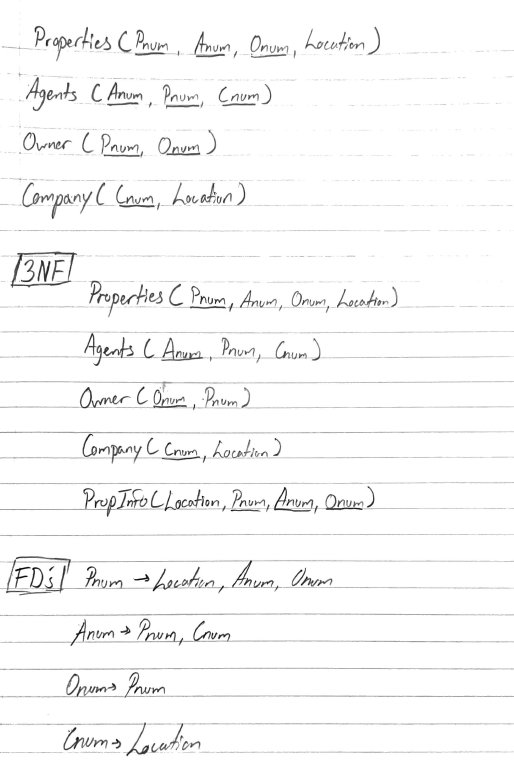 Properties ( Pnum, Anum, Onum, Location )
Agents ( Anum, Pnum, Cnum )
Owner ( Pnum, Onum )
Company ( Cnum, Location )
3NF
Properties ( Pnum, Anum, Onum, Location )
Agents ( Anum, Pnum, Cnum )
Owner ( Onum, Pnum )
Company ( Cnum, Location )
PropInfo ( Location, Pnum, Anum, Onum )
FD's Pnum → Location, Anum, Onum
Anum → Pnum, Cnum
Onum → Pnum
Cnum → Location